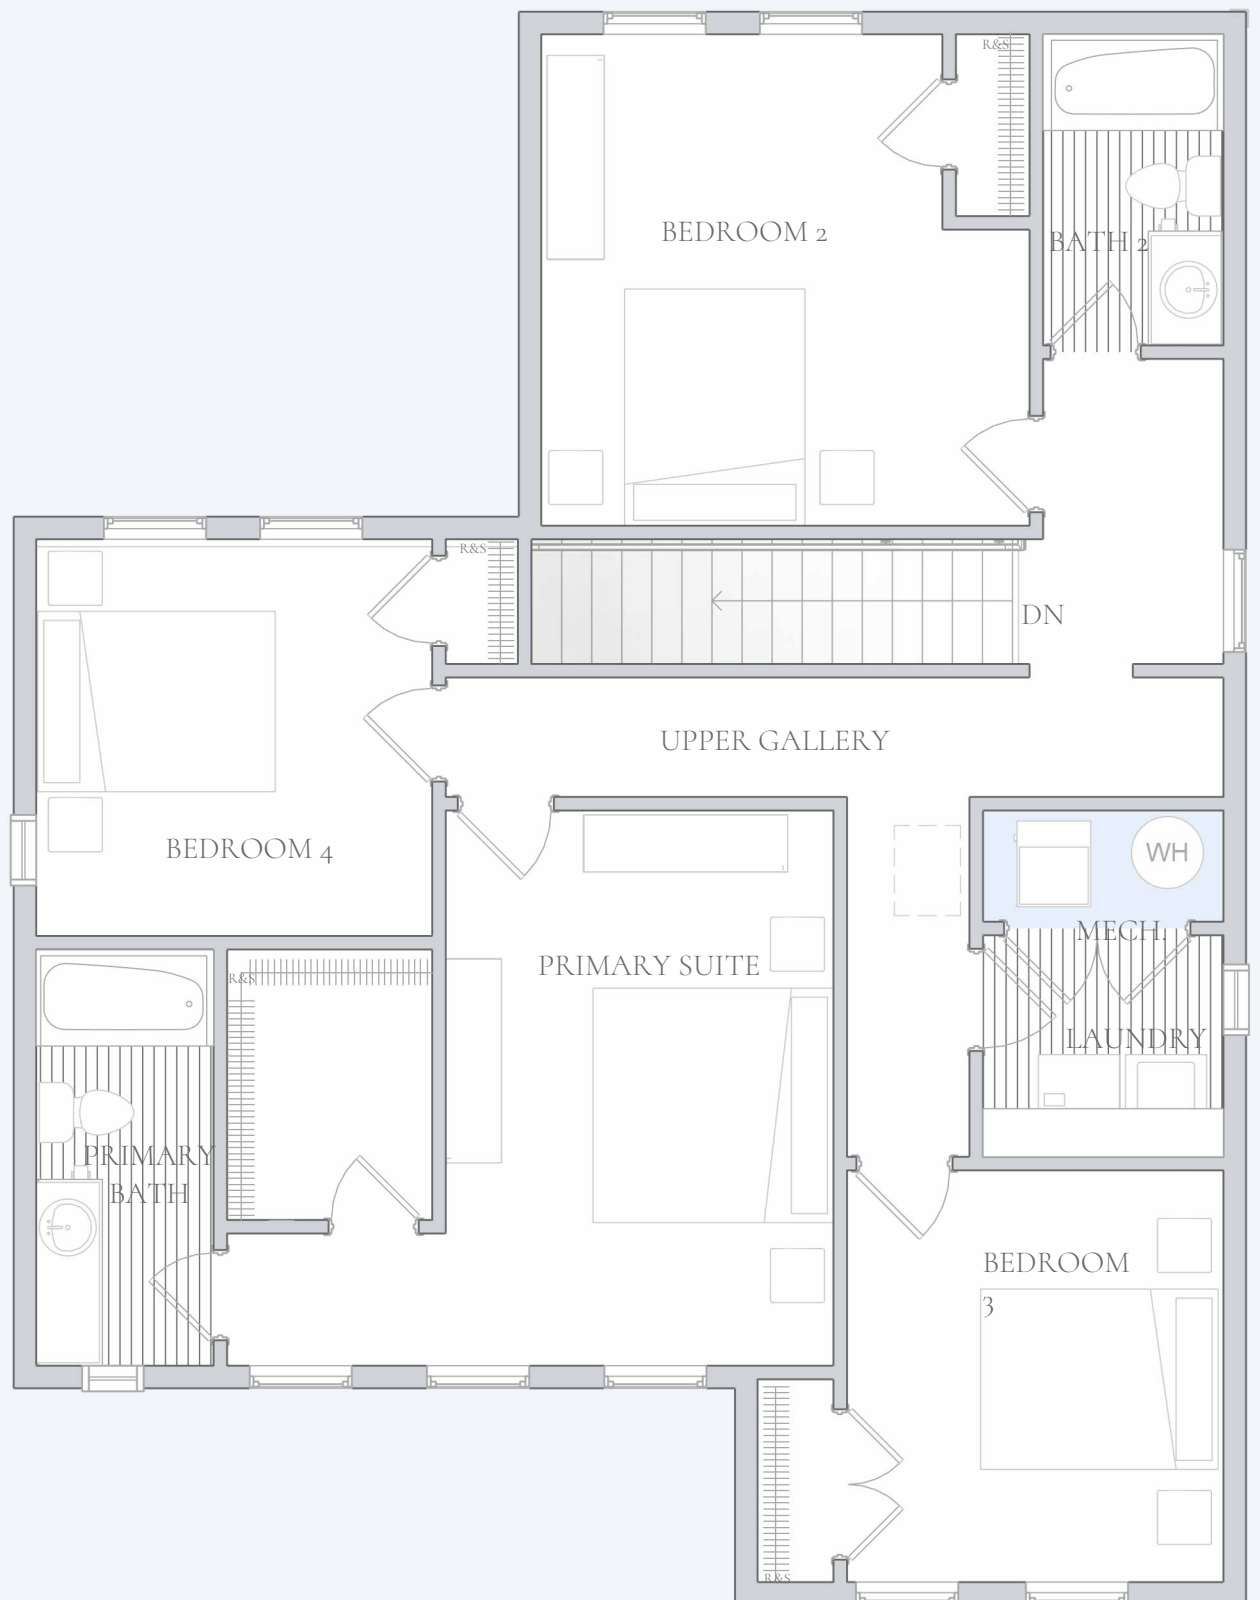 R&S
BEDROOM 2
BATH 2
R&S
DN
UPPER GALLERY
BEDROOM 4
WH
MECH.
PRIMARY SUITE
R&S
LAUNDRY
PRIMARY
BATH
BEDROOM
3
R&S